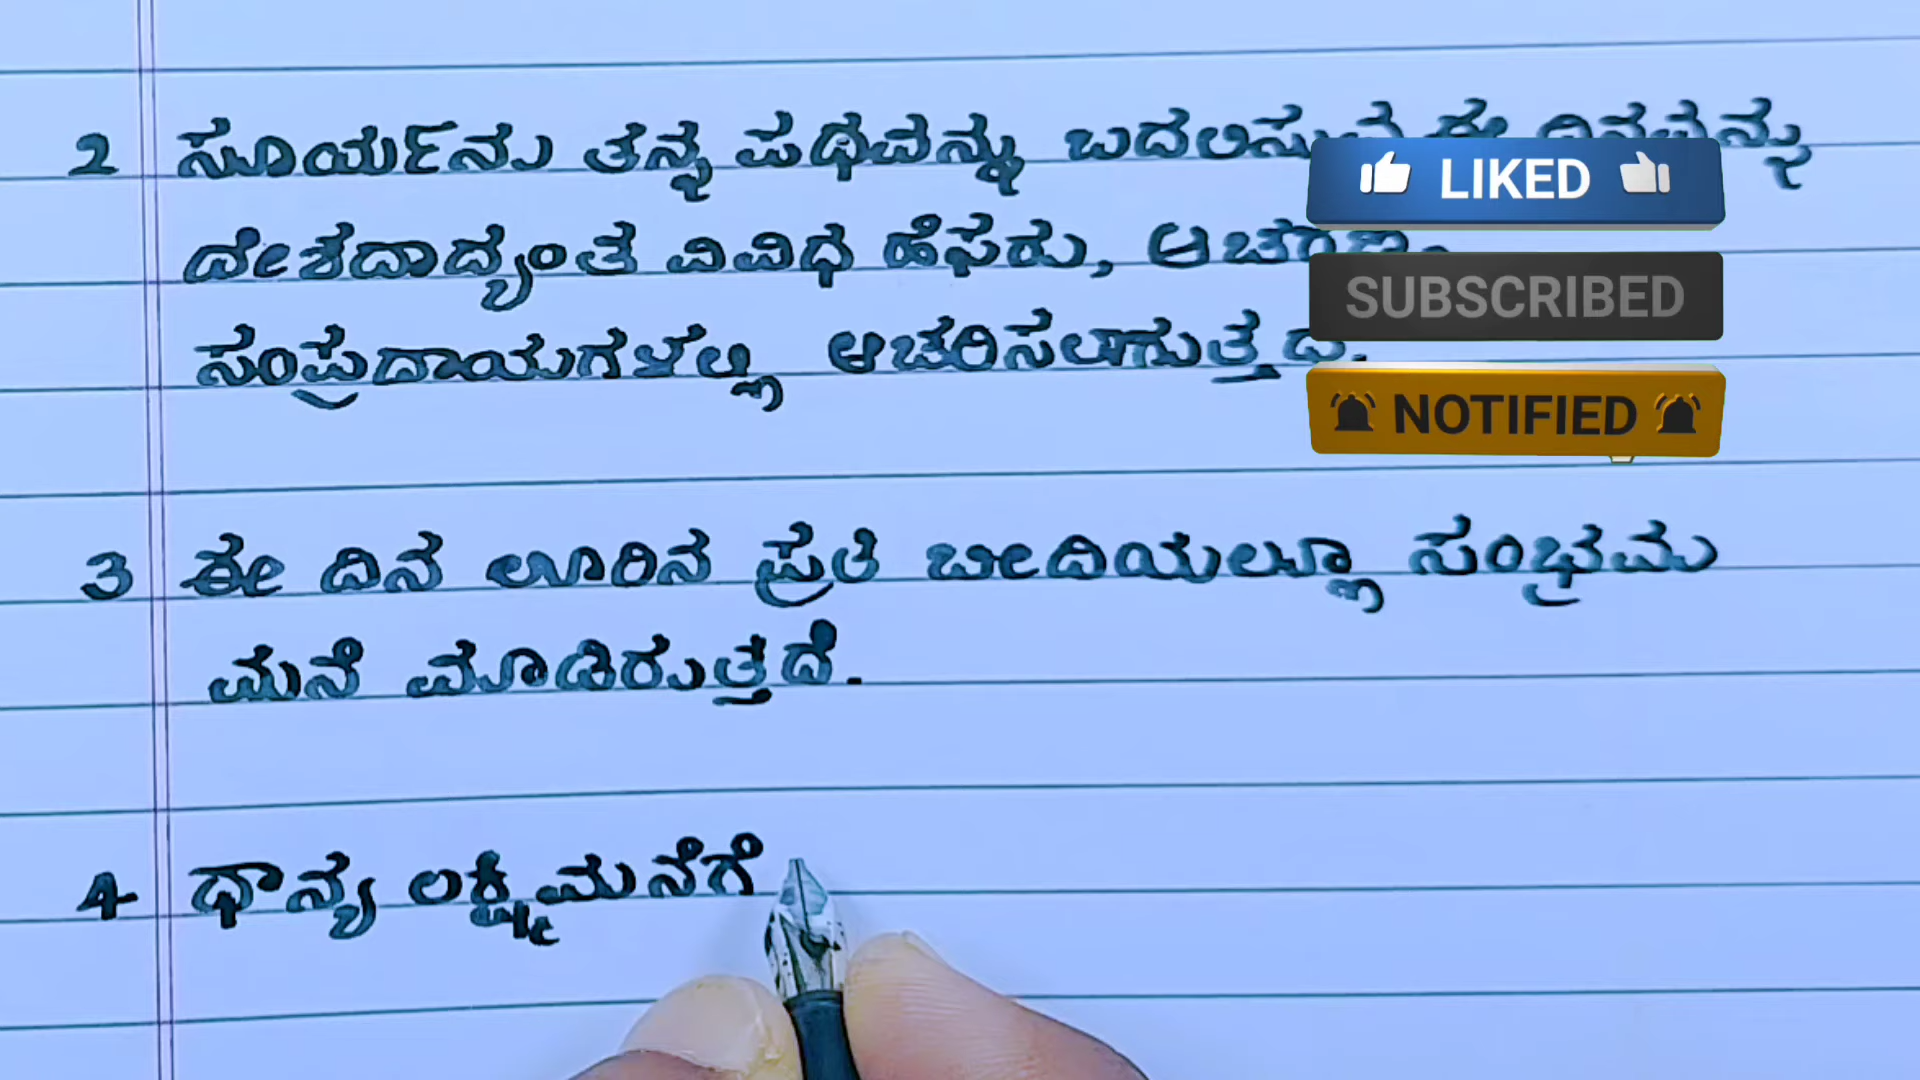 2 ಸೂರ್ಯನು ತನ್ನ ಪಥವನ್ನು ಬದಲಿಸುವ ಈ ದಿನವನ್ನು
LIKED
ದೇಶದಾದ್ಯಂತ ವಿವಿಧ ಹೆಸರು,
SUBSCRIBED
ಸಂಪ್ರದಾಯಗಳಲ್ಲಿ ಆಚರಿಸಲಾಗುತ್ತದೆ.
NOTIFIED
3 ಈ ದಿನ ಊರಿನ ಪ್ರತಿ ಬೀದಿಯಲ್ಲೂ ಸಂಭ್ರಮ
ಮನೆ ಮಾಡಿರುತ್ತದೆ.
4 ಧಾನ್ಯ ಲಕ್ಷ್ಮಿ ಮನೆಗೆ